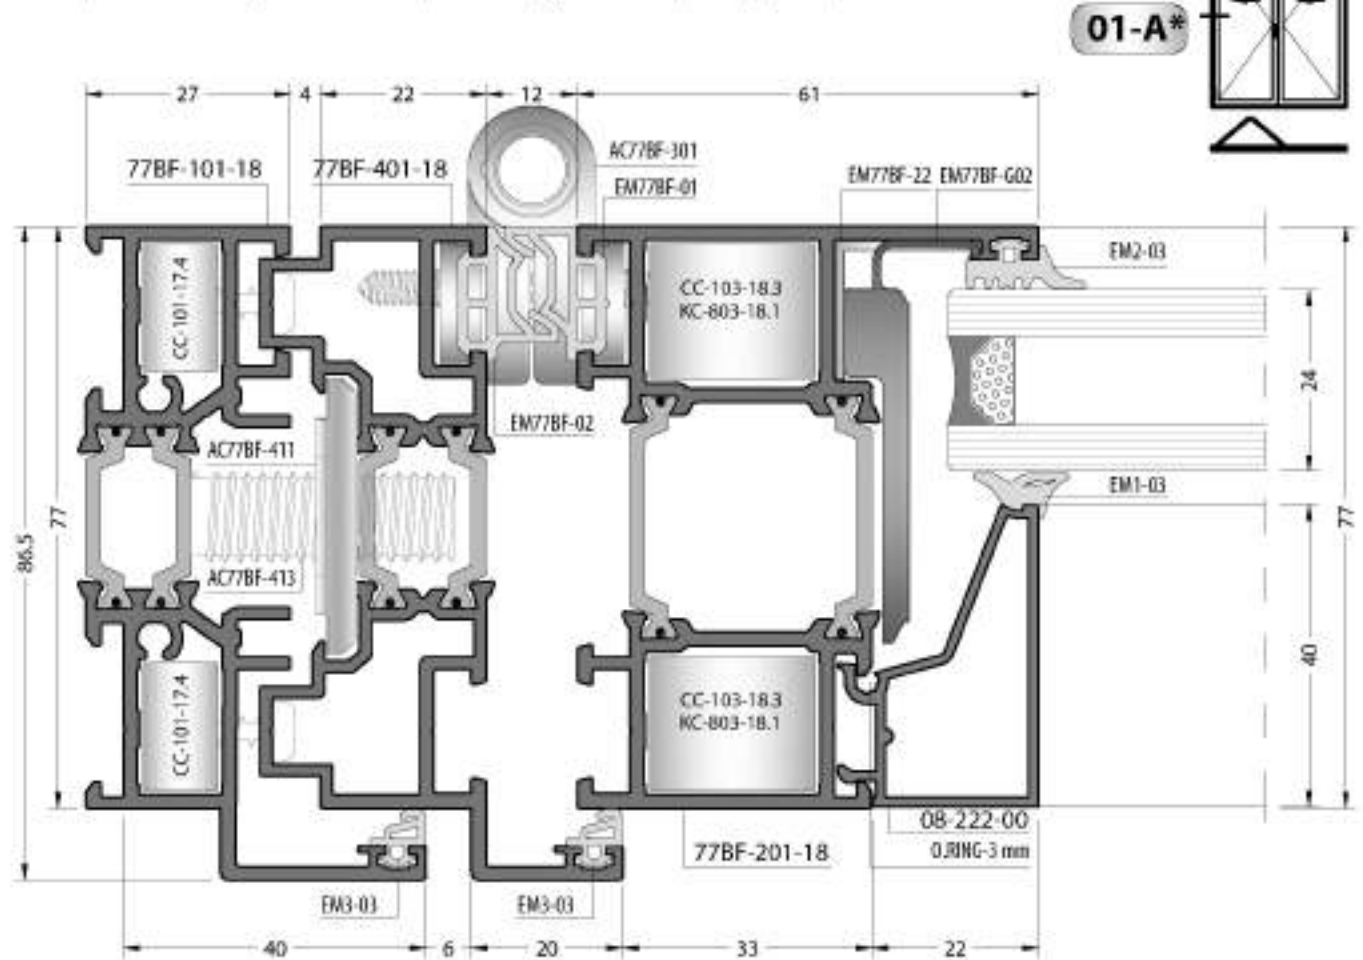 01-A*
27
4
22
12
61
77BF-101-18
77BF-401-18
AC77BF-301
EM77BF-01
EM77BF-22
EM77BF-G02
EM2-03
CC-101-17.4
CC-103-18.3
KC-803-18.1
24
EM77BF-02
AC77BF-411
EM1-03
77
86.5
77
AC77BF-413
40
CC-101-17.4
CC-103-18.3
KC-803-18.1
08-222-00
77BF-201-18
O.RING-3 mm
EM3-03
EM3-03
40
6
20
33
22